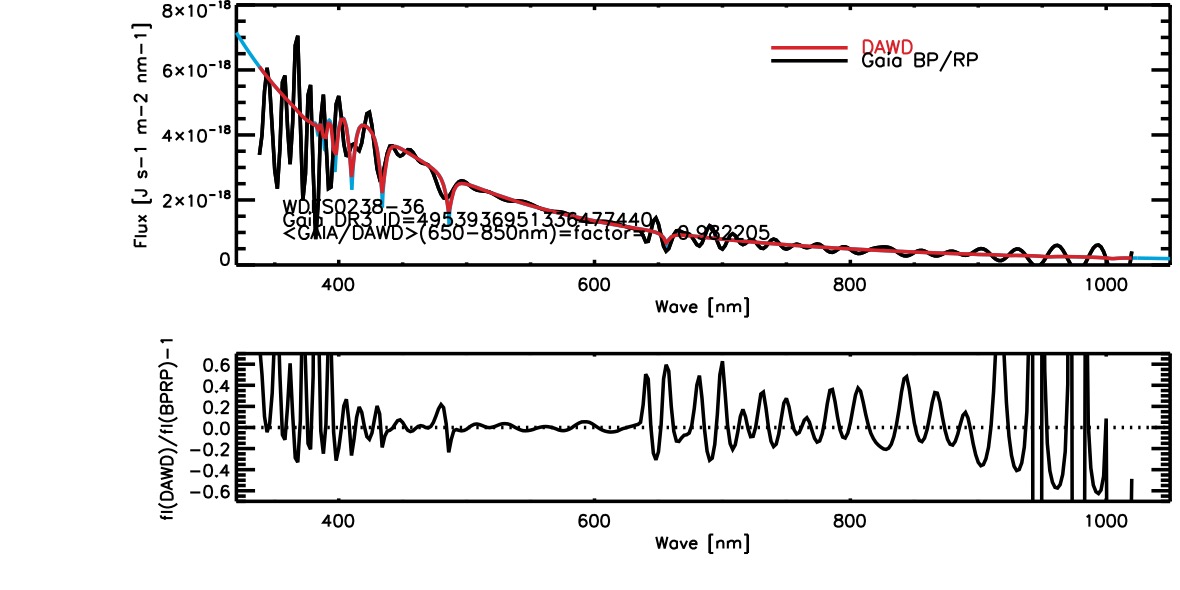 8×10−18
6×10−18
4×10−18
2×10−18
0
Flux [J s−1 m−2 nm−1]
DAWD
Gaia BP/RP
Gaia DR3 ID=4953936951336477440
<GAIA/DAWD>(650−850nm)=factor= 0.982205
400 600 800 1000
Wave [nm]
0.6
0.4
0.2
0.0
−0.2
−0.4
−0.6
fl(DAWD)/fl(BPRP)−1
400 600 800 1000
Wave [nm]